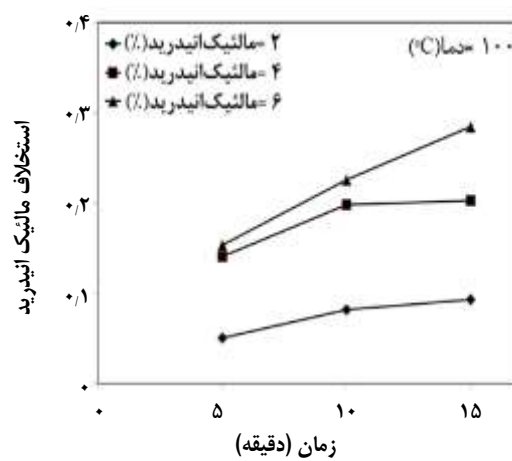 ۰٫۴
۰٫۳
۰٫۲
۰٫۱
۰
۲ =مالئیک‌انیدرید(٪)
۴ =مالئیک‌انیدرید(٪)
۶ =مالئیک‌انیدرید(٪)
۱۰۰ =دما(°C)
استخلاف مالئیک انیدرید
۰ ۵ ۱۰ ۱۵
زمان (دقیقه)